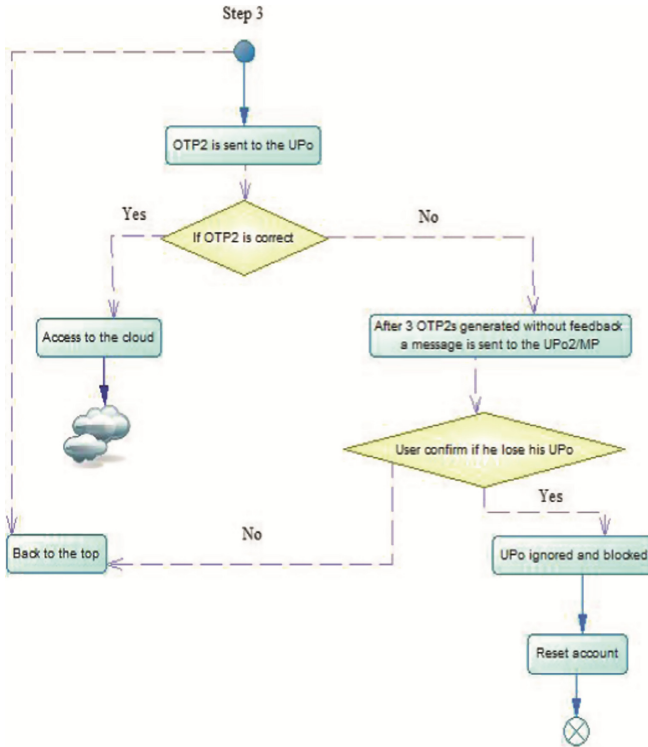 Step 3
OTP2 is sent to the UPo
Yes
No
If OTP2 is correct
Access to the cloud
After 3 OTP2s generated without feedback
a message is sent to the UPo2/MP
User confirm if he lose his UPo
Yes
No
Back to the top
UPo ignored and blocked
Reset account